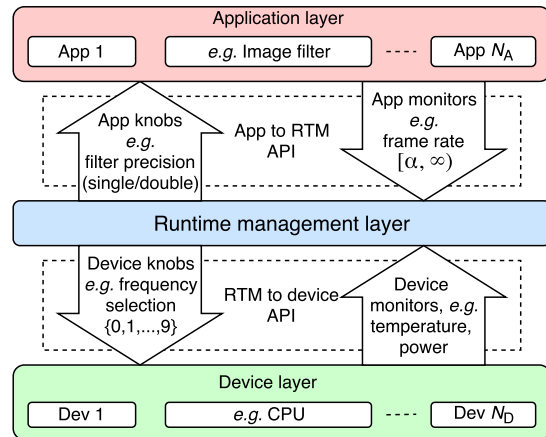 Application layer
App 1
e.g. Image filter
App N_A
App knobs
e.g.
filter precision
(single/double)
App to RTM
API
App monitors
e.g.
frame rate
[α, ∞)
Runtime management layer
Device knobs
e.g. frequency
selection
{0,1,...,9}
RTM to device
API
Device
monitors, e.g.
temperature,
power
Device layer
Dev 1
e.g. CPU
Dev N_D